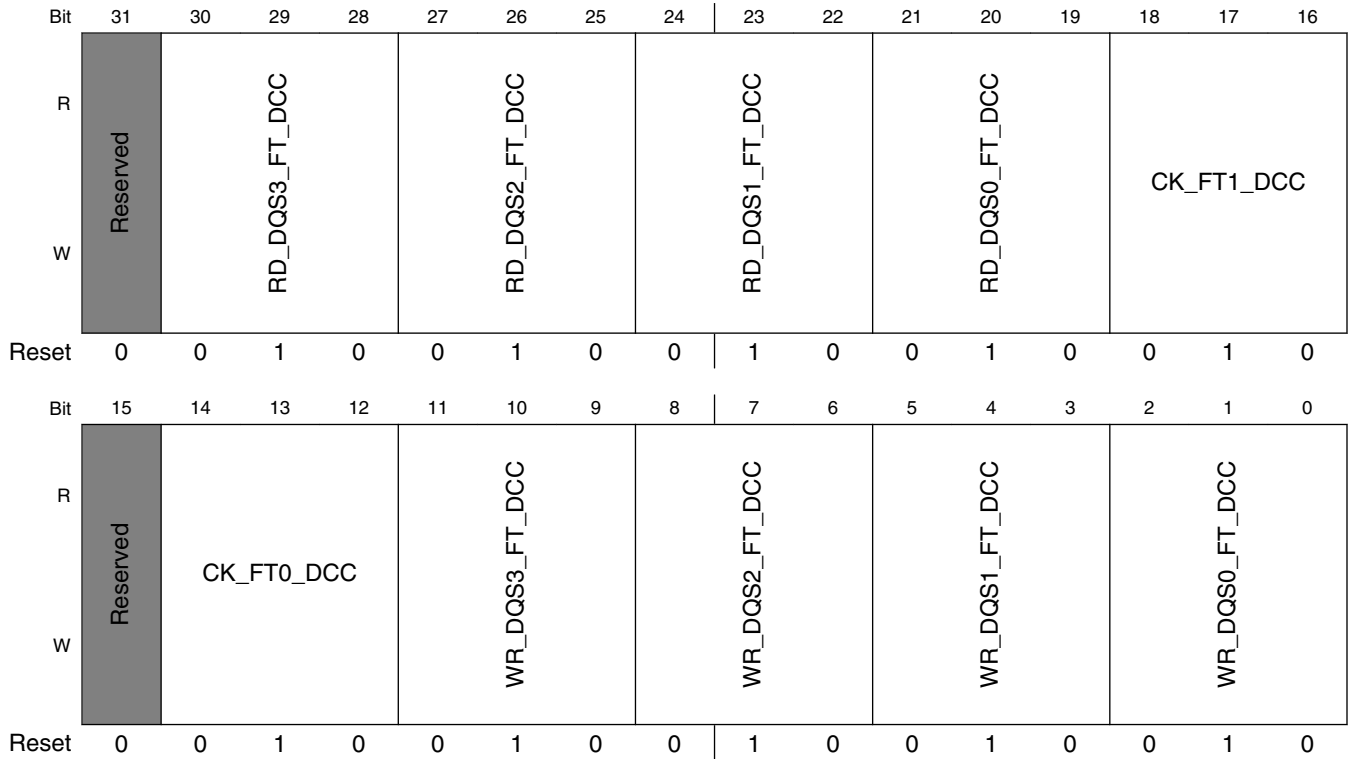 Bit 31 30 29 28 27 26 25 24 23 22 21 20 19 18 17 16
R
W
Reserved
RD_DQS3_FT_DCC
RD_DQS2_FT_DCC
RD_DQS1_FT_DCC
RD_DQS0_FT_DCC
CK_FT1_DCC
Reset 0 0 1 0 0 1 0 0 1 0 0 1 0 0 1 0
Bit 15 14 13 12 11 10 9 8 7 6 5 4 3 2 1 0
R
W
Reserved
CK_FT0_DCC
WR_DQS3_FT_DCC
WR_DQS2_FT_DCC
WR_DQS1_FT_DCC
WR_DQS0_FT_DCC
Reset 0 0 1 0 0 1 0 0 1 0 0 1 0 0 1 0